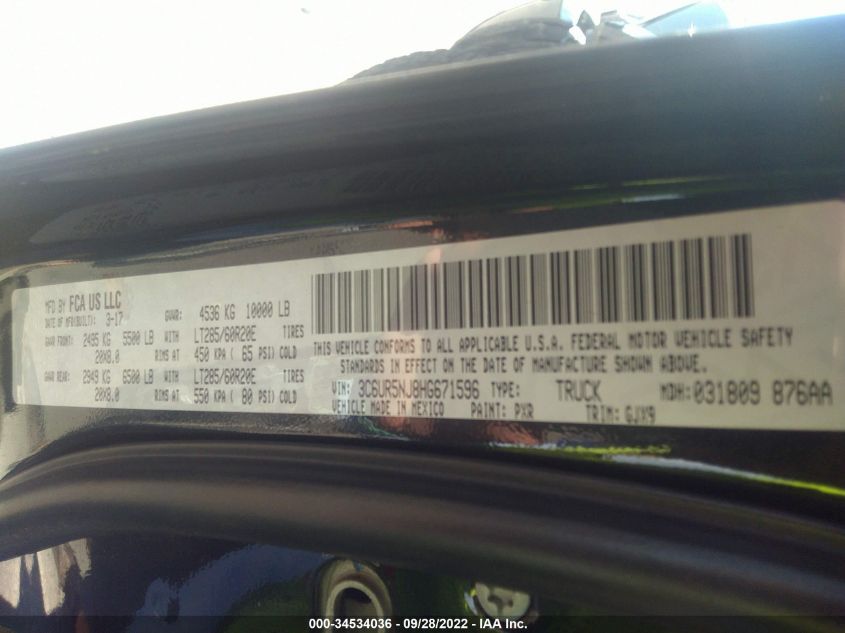 MFD BY FCA US LLC
DATE OF MFR(BUILT): 3-17 GVWR: 4536 KG 10000 LB
GAWR FRONT: 2495 KG 5500 LB WITH LT285/60R20E TIRES
20X8.0 RIMS AT 450 KPA ( 65 PSI) COLD
GAWR REAR: 2949 KG 6500 LB WITH LT285/60R20E TIRES
20X8.0 RIMS AT 550 KPA ( 80 PSI) COLD
THIS VEHICLE CONFORMS TO ALL APPLICABLE U.S.A. FEDERAL MOTOR VEHICLE SAFETY
STANDARDS IN EFFECT ON THE DATE OF MANUFACTURE SHOWN ABOVE.
VIN: 3C6UR5NJ8HG671596 TYPE: TRUCK MDH: 031809 876AA
VEHICLE MADE IN MEXICO PAINT: PXR TRIM: GJX9
000-34534036 - 09/28/2022 - IAA Inc.